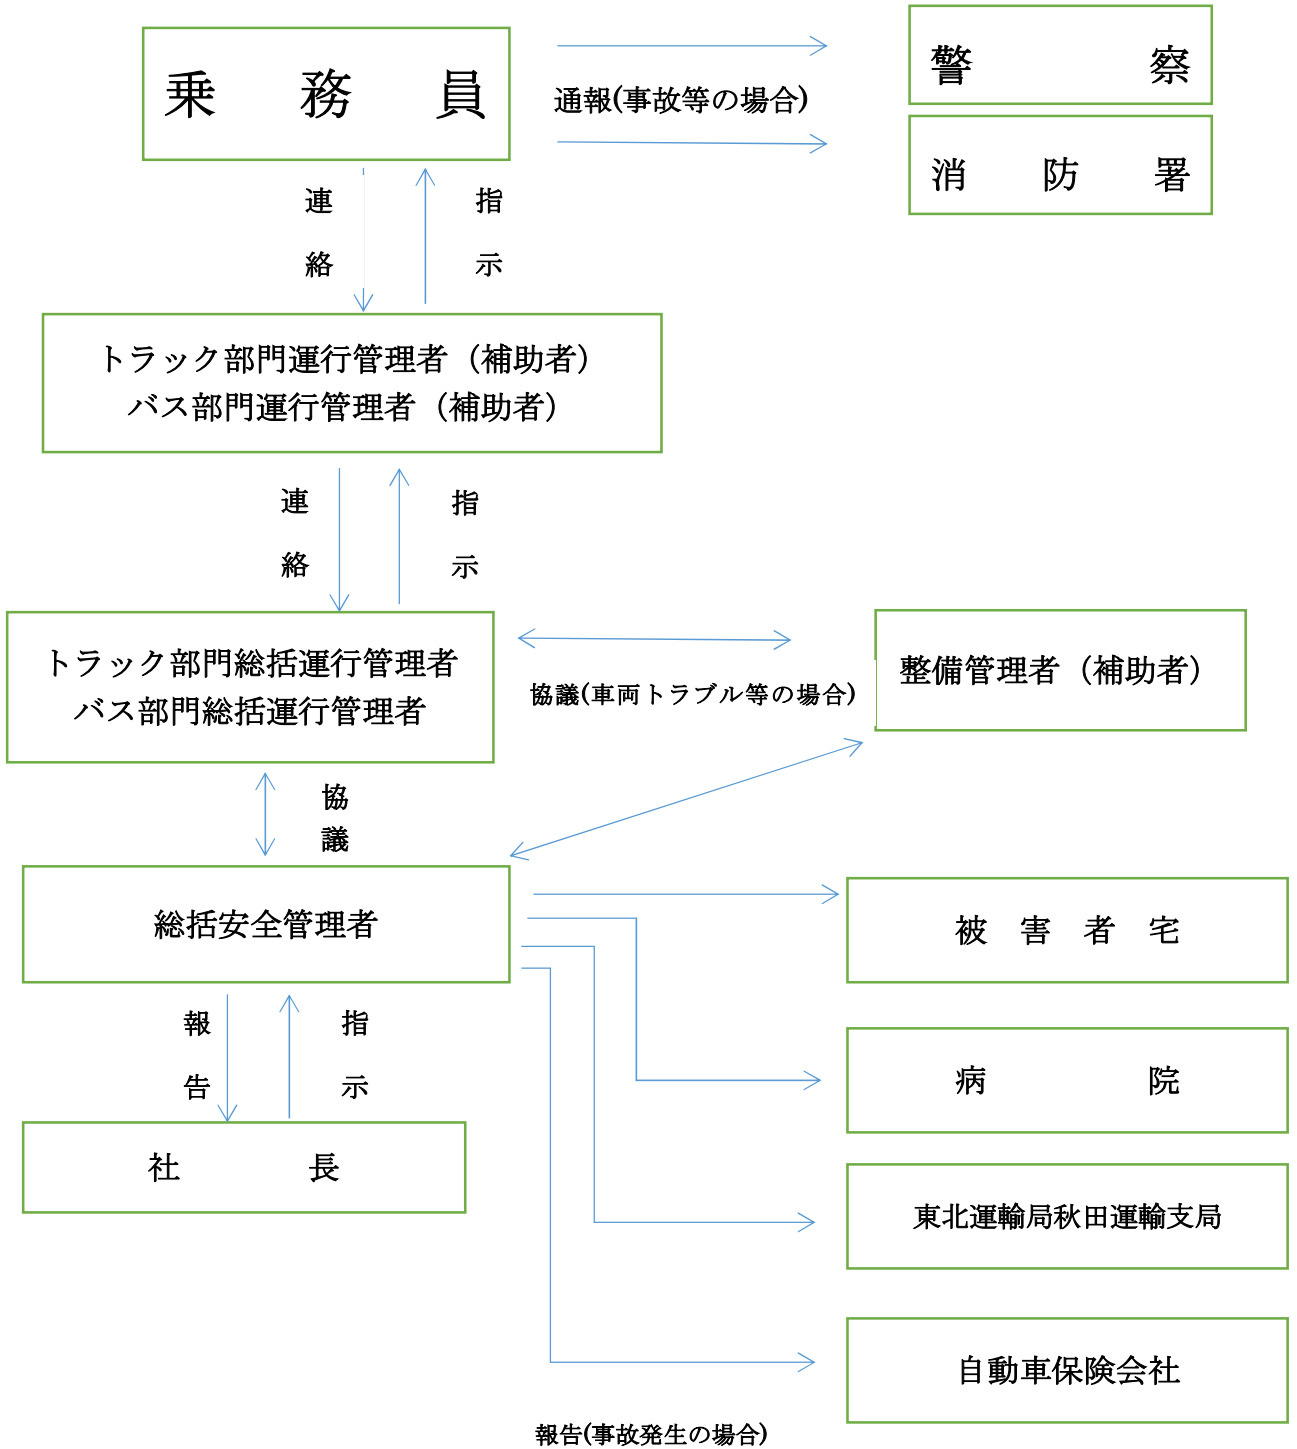 乗　務　員
警　察
通報(事故等の場合)
消　防　署
連絡
指示
トラック部門運行管理者（補助者）
バス部門運行管理者（補助者）
連絡
指示
トラック部門総括運行管理者
バス部門総括運行管理者
協議(車両トラブル等の場合)
整備管理者（補助者）
協議
総括安全管理者
被　害　者　宅
報告
指示
病　院
社　長
東北運輸局秋田運輸支局
自動車保険会社
報告(事故発生の場合)